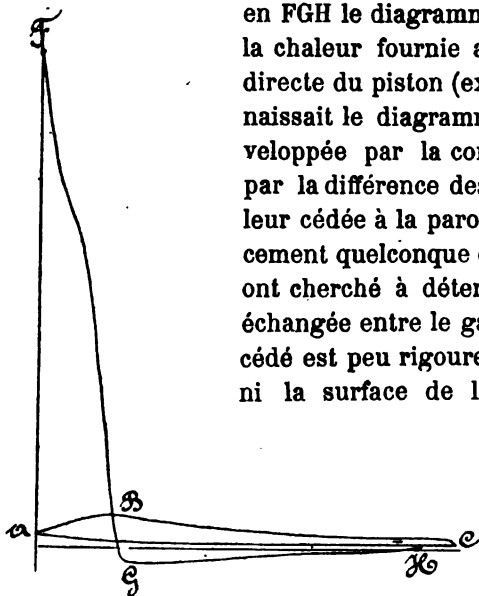 en FGH le diagramm
la chaleur fournie a
directe du piston (ex
naissait le diagramm
veloppée par la con
par la différence des
leur cédée à la paro
cement quelconque
ont cherché à déter
échangée entre le ga
cédé est peu rigoure
ni la surface de l
F
B
a
C
H
G